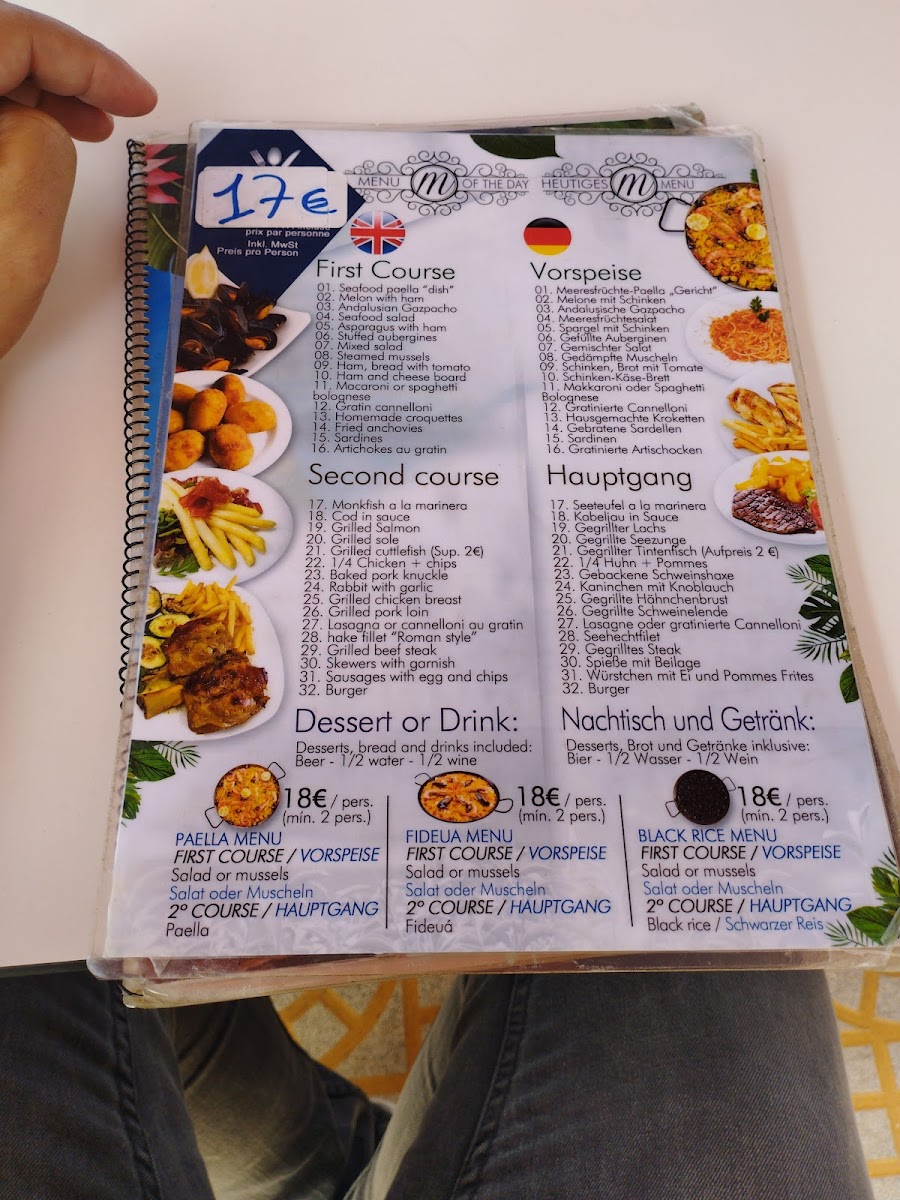 17€
prix par personne
Inkl. MwSt
Preis pro Person
MENU m OF THE DAY
HEUTIGES m MENU
First Course
01. Seafood paella "dish"
02. Melon with ham
03. Andalusian Gazpacho
04. Seafood salad
05. Asparagus with ham
06. Stuffed aubergines
07. Mixed salad
08. Steamed mussels
09. Ham, bread with tomato
10. Ham and cheese board
11. Macaroni or spaghetti
bolognese
12. Gratin cannelloni
13. Homemade croquettes
14. Fried anchovies
15. Sardines
16. Artichokes au gratin
Second course
17. Monkfish a la marinera
18. Cod in sauce
19. Grilled Salmon
20. Grilled sole
21. Grilled cuttlefish (Sup. 2€)
22. 1/4 Chicken + chips
23. Baked pork knuckle
24. Rabbit with garlic
25. Grilled chicken breast
26. Grilled pork loin
27. Lasagna or cannelloni au gratin
28. hake fillet "Roman style"
29. Grilled beef steak
30. Skewers with garnish
31. Sausages with egg and chips
32. Burger
Dessert or Drink:
Desserts, bread and drinks included:
Beer - 1/2 water - 1/2 wine
Vorspeise
01. Meeresfrüchte-Paella „Gericht"
02. Melone mit Schinken
03. Andalusische Gazpacho
04. Meeresfrüchtesalat
05. Spargel mit Schinken
06. Gefüllte Auberginen
07. Gemischter Salat
08. Gedämpfte Muscheln
09. Schinken, Brot mit Tomate
10. Schinken-Käse-Brett
11. Makkaroni oder Spaghetti
Bolognese
12. Gratinierte Cannelloni
13. Hausgemachte Kroketten
14. Gebratene Sardellen
15. Sardinen
16. Gratinierte Artischocken
Hauptgang
17. Seeteufel a la marinera
18. Kabeljau in Sauce
19. Gegrillter Lachs
20. Gegrillte Seezunge
21. Gegrillter Tintenfisch (Aufpreis 2 €)
22. 1/4 Huhn + Pommes
23. Gebackene Schweinshaxe
24. Kaninchen mit Knoblauch
25. Gegrillte Hähnchenbrust
26. Gegrillte Schweinelende
27. Lasagne oder gratinierte Cannelloni
28. Seehechtfilet
29. Gegrilltes Steak
30. Spieße mit Beilage
31. Würstchen mit Ei und Pommes Frites
32. Burger
Nachtisch und Getränk:
Desserts, Brot und Getränke inklusive:
Bier - 1/2 Wasser - 1/2 Wein
18€ / pers.
(mín. 2 pers.)
PAELLA MENU
FIRST COURSE / VORSPEISE
Salad or mussels
Salat oder Muscheln
2º COURSE / HAUPTGANG
Paella
18€ / pers.
(mín. 2 pers.)
FIDEUA MENU
FIRST COURSE / VORSPEISE
Salad or mussels
Salat oder Muscheln
2º COURSE / HAUPTGANG
Fideuá
18€ / pers.
(mín. 2 pers.)
BLACK RICE MENU
FIRST COURSE / VORSPEISE
Salad or mussels
Salat oder Muscheln
2º COURSE / HAUPTGANG
Black rice / Schwarzer Reis